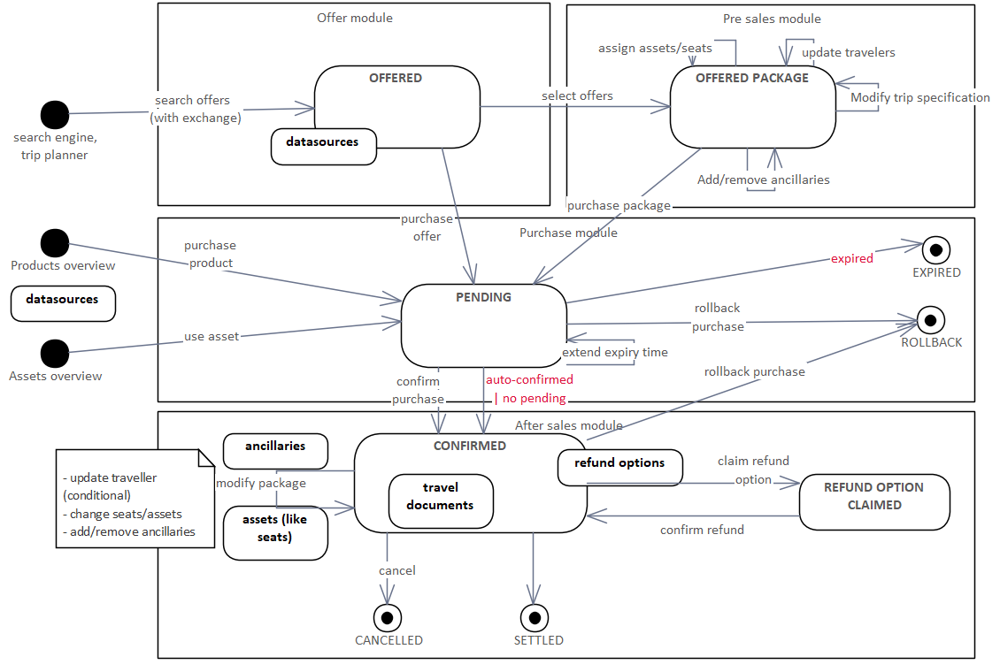 Offer module
Pre sales module
assign assets/seats
update travelers
OFFERED
OFFERED PACKAGE
search offers
(with exchange)
select offers
Modify trip specification
search engine,
trip planner
datasources
Add/remove ancillaries
purchase package
purchase
offer
Purchase module
purchase
product
Products overview
expired
EXPIRED
datasources
PENDING
rollback
purchase
ROLLBACK
use asset
extend expiry time
Assets overview
rollback purchase
confirm
purchase
auto-confirmed
| no pending
After sales module
ancillaries
CONFIRMED
refund options
claim refund
option
- update traveller
(conditional)
- change seats/assets
- add/remove ancillaries
modify package
travel
documents
REFUND OPTION
CLAIMED
assets (like
seats)
confirm refund
cancel
CANCELLED
SETTLED